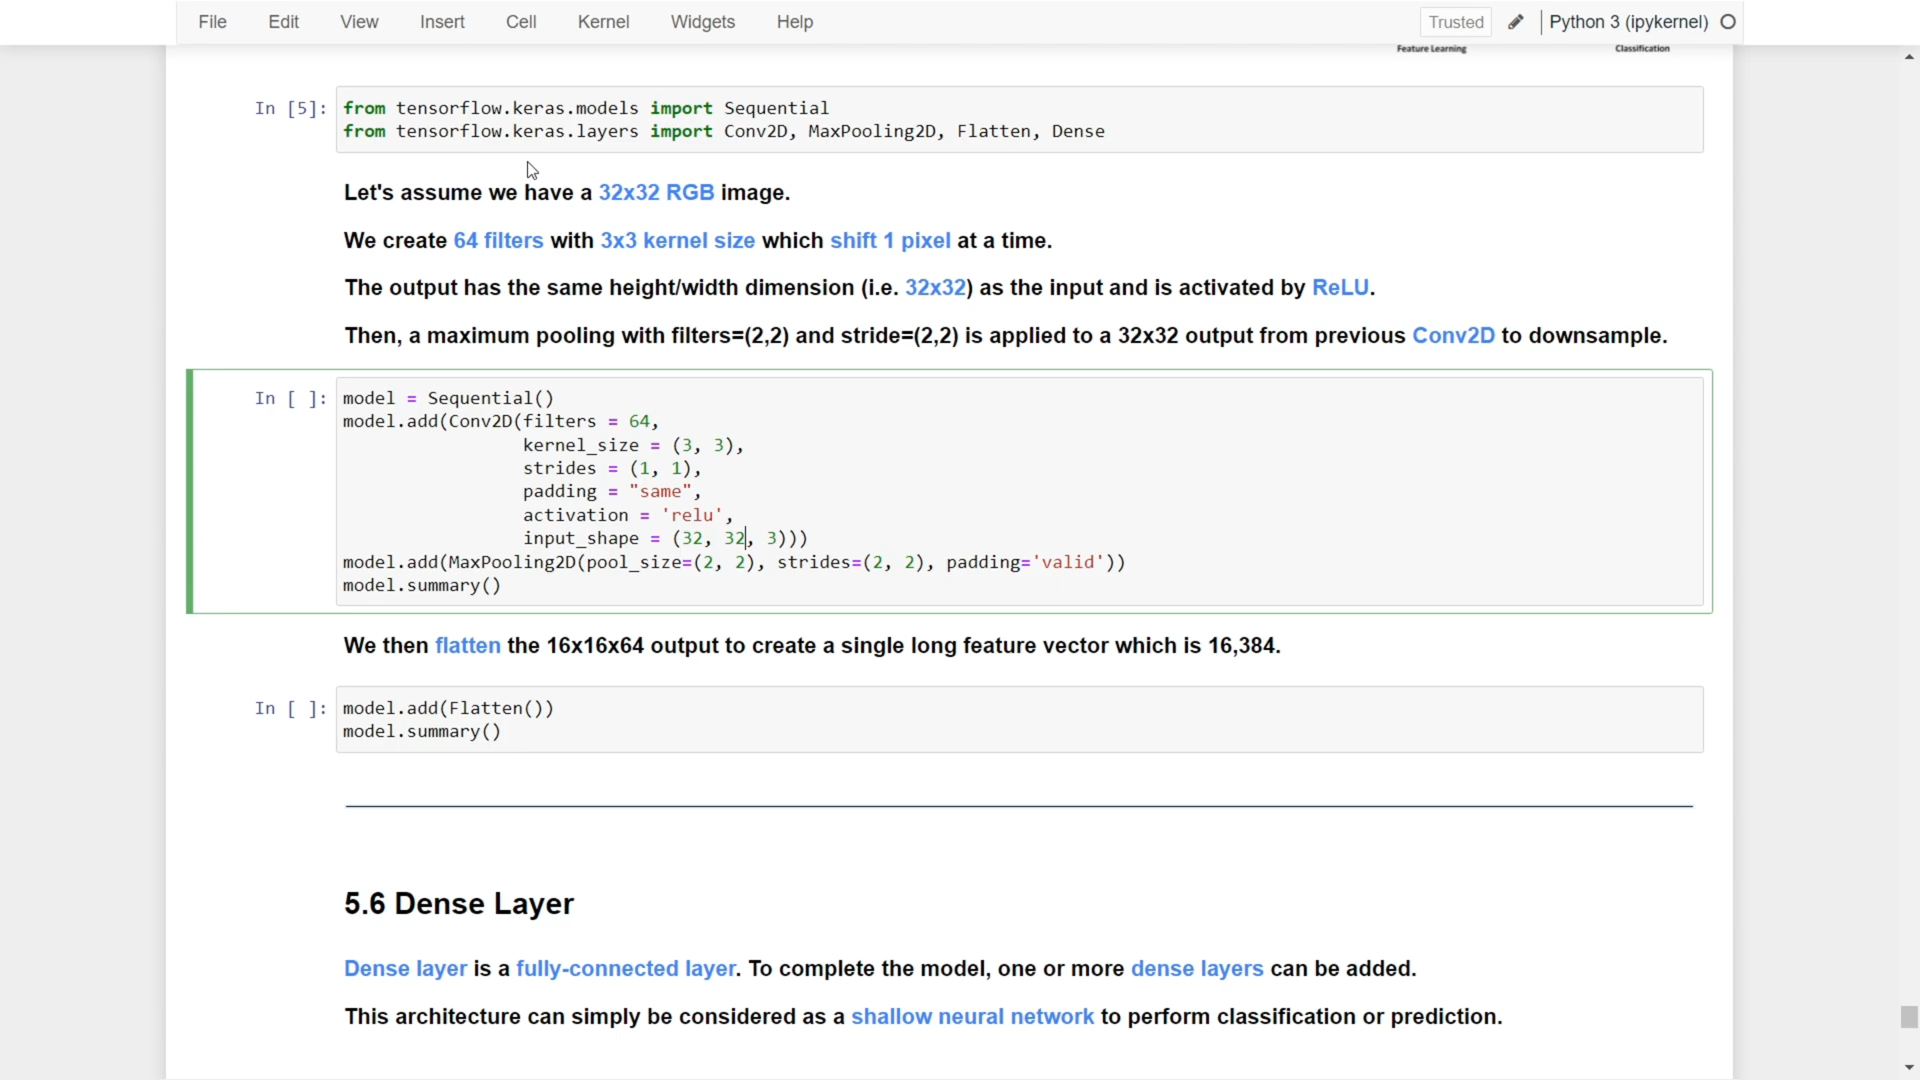 File Edit View Insert Cell Kernel Widgets Help Trusted Python 3 (ipykernel)
Feature Learning Classification
In [5]: from tensorflow.keras.models import Sequential
from tensorflow.keras.layers import Conv2D, MaxPooling2D, Flatten, Dense
Let's assume we have a 32x32 RGB image.
We create 64 filters with 3x3 kernel size which shift 1 pixel at a time.
The output has the same height/width dimension (i.e. 32x32) as the input and is activated by ReLU.
Then, a maximum pooling with filters=(2,2) and stride=(2,2) is applied to a 32x32 output from previous Conv2D to downsample.
In [ ]: model = Sequential()
model.add(Conv2D(filters = 64,
kernel_size = (3, 3),
strides = (1, 1),
padding = "same",
activation = 'relu',
input_shape = (32, 32, 3)))
model.add(MaxPooling2D(pool_size=(2, 2), strides=(2, 2), padding='valid'))
model.summary()
We then flatten the 16x16x64 output to create a single long feature vector which is 16,384.
In [ ]: model.add(Flatten())
model.summary()
5.6 Dense Layer
Dense layer is a fully-connected layer. To complete the model, one or more dense layers can be added.
This architecture can simply be considered as a shallow neural network to perform classification or prediction.